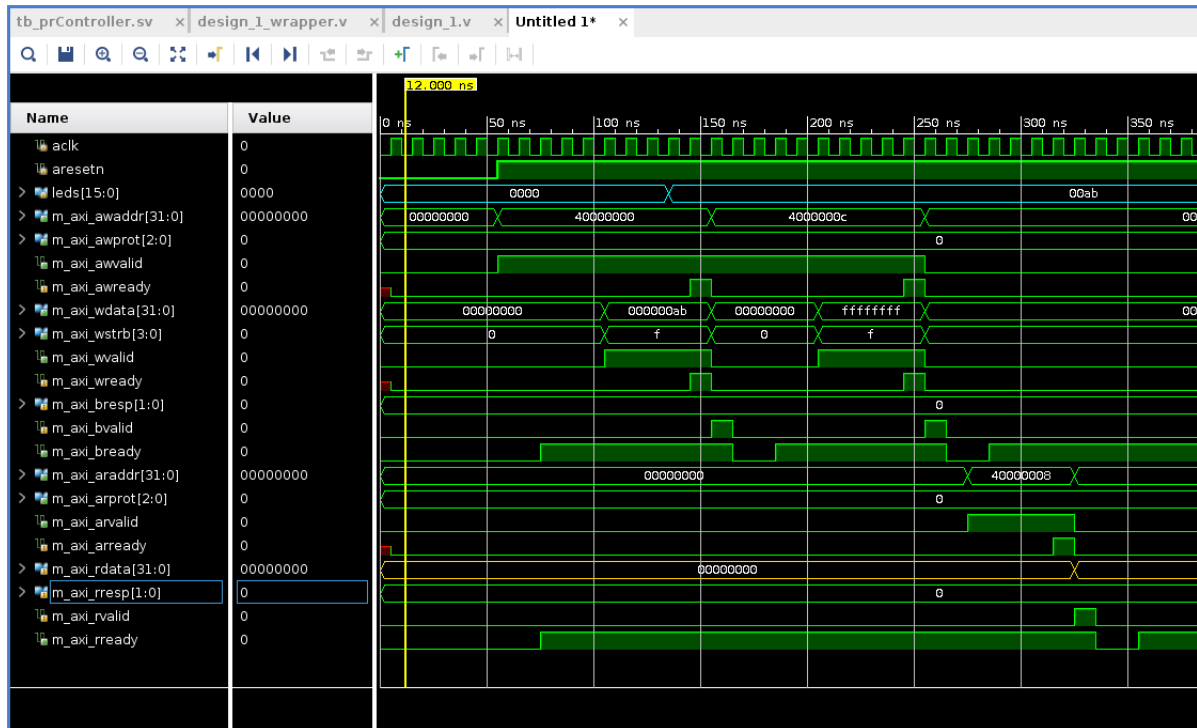 tb_prController.sv × design_1_wrapper.v × design_1.v × Untitled 1* ×
12.000 ns
Name Value
0 ns 50 ns 100 ns 150 ns 200 ns 250 ns 300 ns 350 ns
aclk 0
aresetn 0
leds[15:0] 0000 0000 00ab
m_axi_awaddr[31:0] 00000000 00000000 40000000 4000000c 00
m_axi_awprot[2:0] 0 0
m_axi_awvalid 0
m_axi_awready 0
m_axi_wdata[31:0] 00000000 00000000 000000ab 00000000 ffffffff 00
m_axi_wstrb[3:0] 0 0 f 0 f
m_axi_wvalid 0
m_axi_wready 0
m_axi_bresp[1:0] 0 0
m_axi_bvalid 0
m_axi_bready 0
m_axi_araddr[31:0] 00000000 00000000 40000008
m_axi_arprot[2:0] 0 0
m_axi_arvalid 0
m_axi_arready 0
m_axi_rdata[31:0] 00000000 00000000
m_axi_rresp[1:0] 0 0
m_axi_rvalid 0
m_axi_rready 0